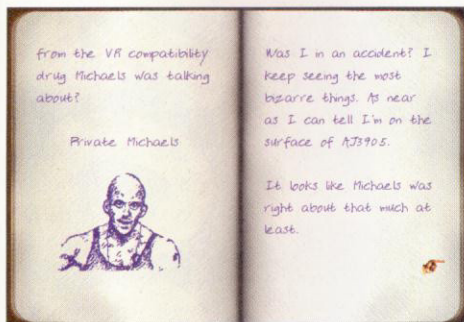 from the VR compatibility
drug Michaels was talking
about?
Private Michaels
Was I in an accident? I
keep seeing the most
bizarre things. As near
as I can tell I'm on the
surface of AJ3905.
It looks like Michaels was
right about that much at
least.